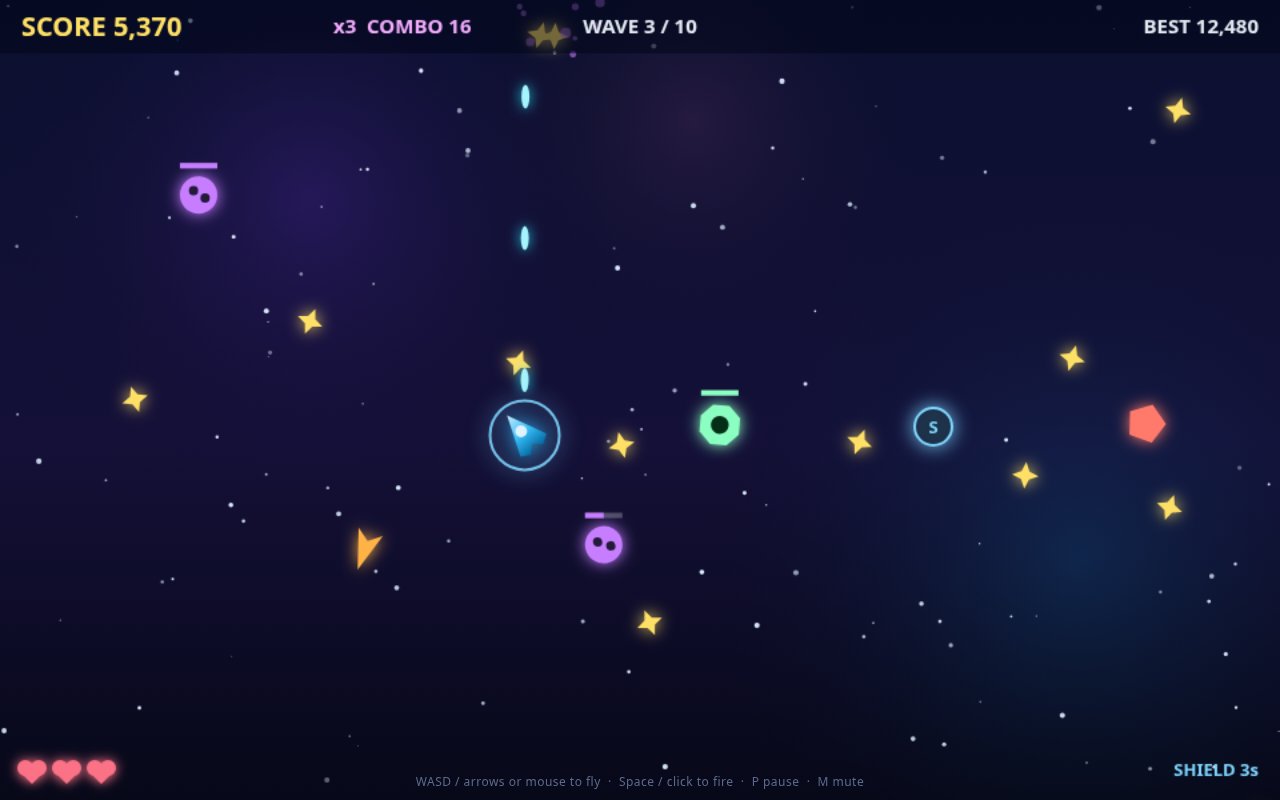 SCORE 5,370
x3 COMBO 16
WAVE 3 / 10
BEST 12,480
S
WASD / arrows or mouse to fly · Space / click to fire · P pause · M mute
SHIELD 3s